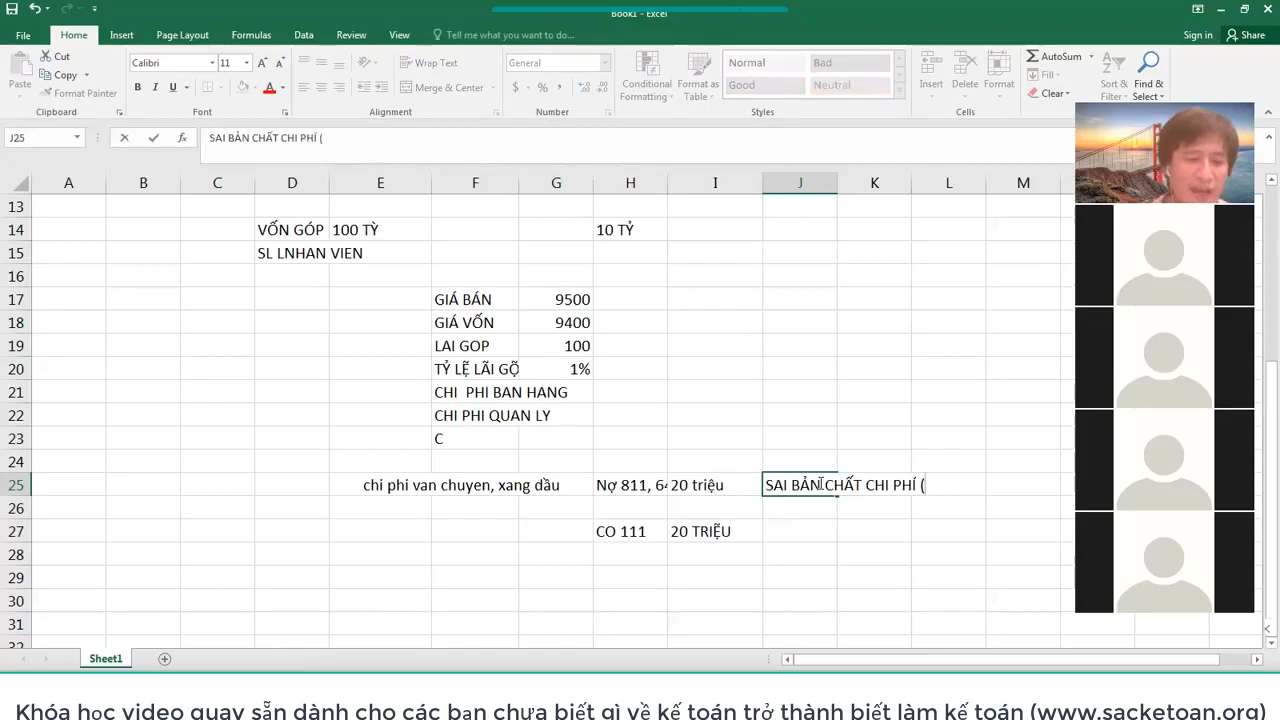 Book1 - Excel
File Home Insert Page Layout Formulas Data Review View Tell me what you want to do... Sign in Share
Paste Cut Copy Format Painter Clipboard
Calibri 11 B I U Font
Wrap Text Merge & Center Alignment
General $ % Number
Conditional Formatting Format as Table Normal Bad Good Neutral Styles
Insert Delete Format Cells
AutoSum Fill Clear Sort & Filter Find & Select
J25 fx SAI BẢN CHẤT CHI PHÍ (
A B C D E F G H I J K L M
13
14 VỐN GÓP 100 TỲ 10 TỶ
15 SL LNHAN VIEN
16
17 GIÁ BÁN 9500
18 GIÁ VỐN 9400
19 LAI GOP 100
20 TỶ LỆ LÃI GỘ 1%
21 CHI PHI BAN HANG
22 CHI PHI QUAN LY
23 C
24
25 chi phi van chuyen, xang dầu Nợ 811, 64 20 triệu SAI BẢN CHẤT CHI PHÍ (
26
27 CO 111 20 TRIỆU
28
29
30
31
32
Sheet1
Khóa học video quay sẵn dành cho các bạn chưa biết gì về kế toán trở thành biết làm kế toán (www.sacketoan.org)